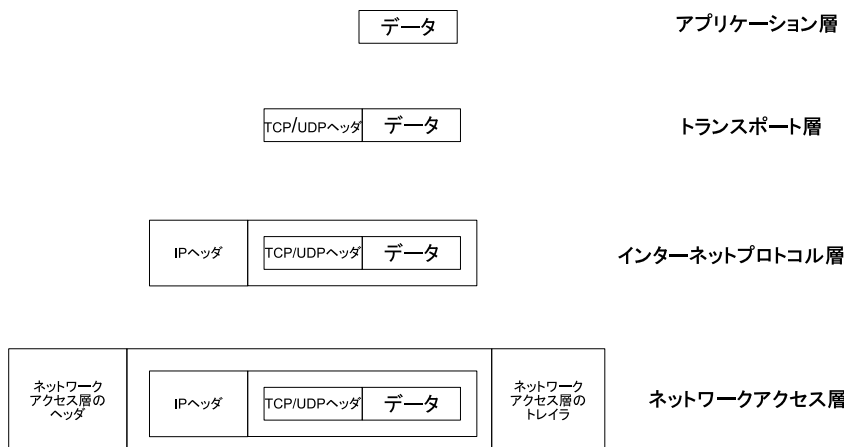 データ
アプリケーション層
TCP/UDPヘッダ
データ
トランスポート層
IPヘッダ
TCP/UDPヘッダ
データ
インターネットプロトコル層
ネットワーク
アクセス層の
ヘッダ
IPヘッダ
TCP/UDPヘッダ
データ
ネットワーク
アクセス層の
トレイラ
ネットワークアクセス層